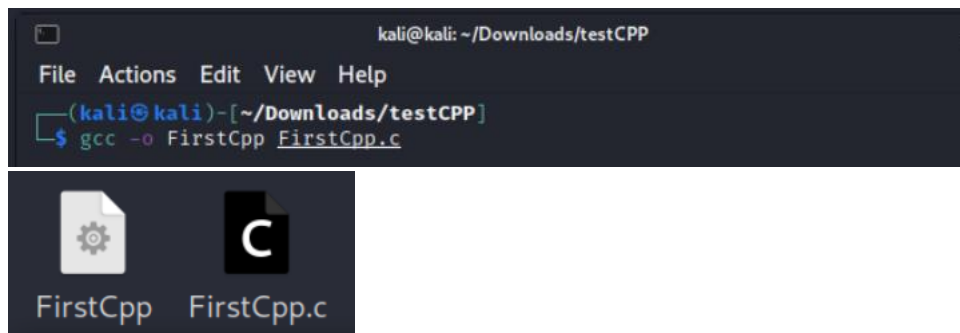 kali@kali: ~/Downloads/testCPP
File Actions Edit View Help
(kali㉿kali)-[~/Downloads/testCPP]
$ gcc -o FirstCpp FirstCpp.c
C
FirstCpp FirstCpp.c